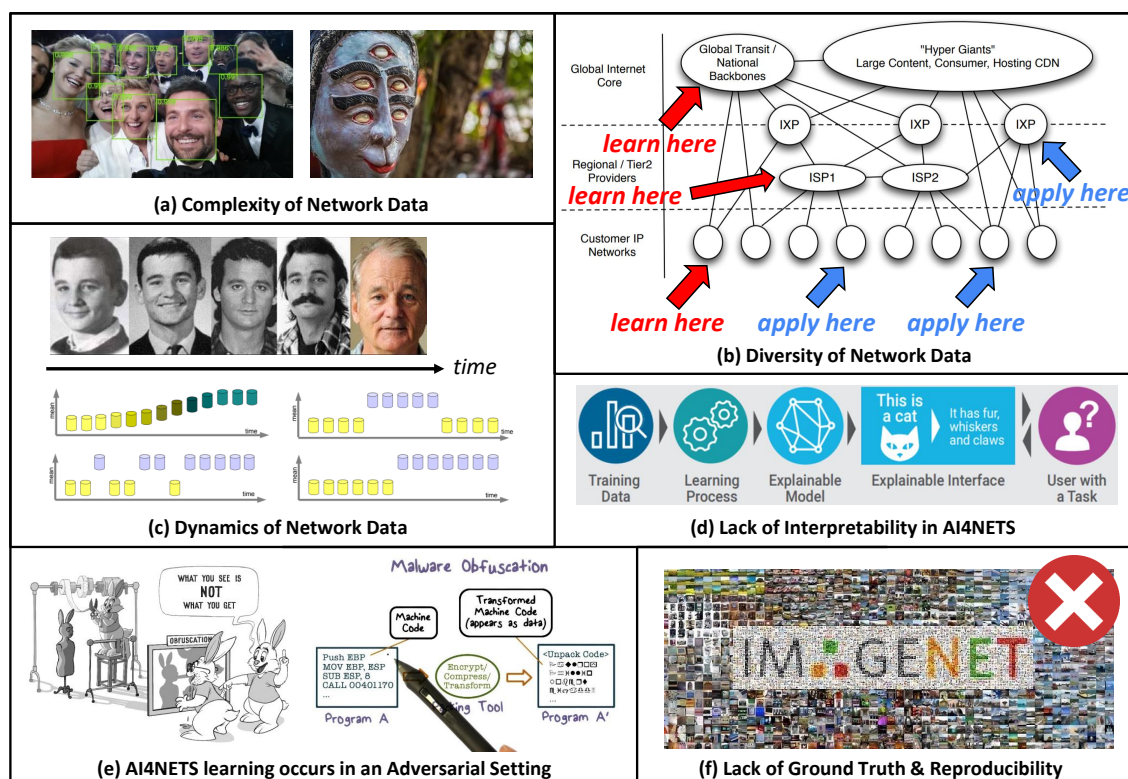 (a) Complexity of Network Data
Global Internet
Core
Global Transit /
National
Backbones
"Hyper Giants"
Large Content, Consumer, Hosting CDN
IXP
IXP
IXP
learn here
Regional / Tier2
Providers
learn here
ISP1
ISP2
apply here
Customer IP
Networks
learn here
apply here
apply here
(b) Diversity of Network Data
time
mean
time
mean
time
mean
time
mean
time
(c) Dynamics of Network Data
This is
a cat
It has fur,
whiskers
and claws
Training
Data
Learning
Process
Explainable
Model
Explainable Interface
User with
a Task
(d) Lack of Interpretability in AI4NETS
WHAT YOU SEE IS
NOT
WHAT YOU GET
OBFUSCATION
Malware Obfuscation
Machine
Code
Transformed
Machine Code
(appears as data)
Push EBP
MOV EBP, ESP
SUB ESP, 8
CALL 00401170
...
Encrypt/
Compress/
Transform
Tool
<Unpack Code>
...
Program A
Program A'
(e) AI4NETS learning occurs in an Adversarial Setting
IMAGENET
(f) Lack of Ground Truth & Reproducibility